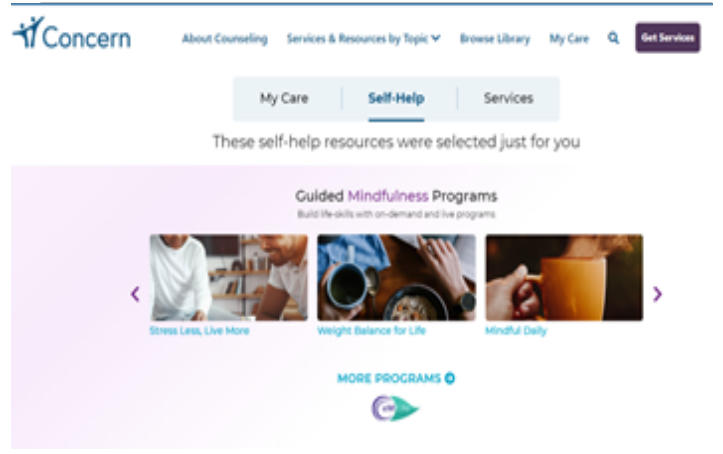 Concern
About Counseling Services & Resources by Topic Browse Library My Care Get Services
My Care Self-Help Services
These self-help resources were selected just for you
Guided Mindfulness Programs
Build life-skills with on-demand and live programs
Stress Less, Live More Weight Balance for Life Mindful Daily
MORE PROGRAMS